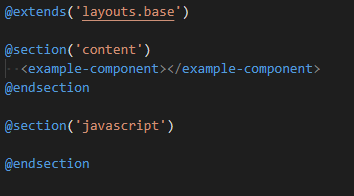 @extends('layouts.base')
@section('content')
<example-component></example-component>
@endsection
@section('javascript')
@endsection